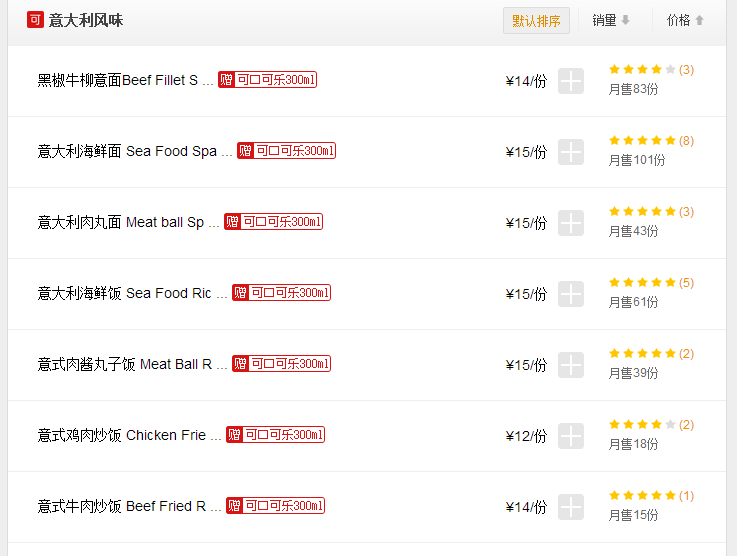 可 意大利风味 默认排序 销量 价格
黑椒牛柳意面Beef Fillet S ... 赠 可口可乐300ml ¥14/份 (3)
月售83份
意大利海鲜面 Sea Food Spa ... 赠 可口可乐300ml ¥15/份 (8)
月售101份
意大利肉丸面 Meat ball Sp ... 赠 可口可乐300ml ¥15/份 (3)
月售43份
意大利海鲜饭 Sea Food Ric ... 赠 可口可乐300ml ¥15/份 (5)
月售61份
意式肉酱丸子饭 Meat Ball R ... 赠 可口可乐300ml ¥15/份 (2)
月售39份
意式鸡肉炒饭 Chicken Frie ... 赠 可口可乐300ml ¥12/份 (2)
月售18份
意式牛肉炒饭 Beef Fried R ... 赠 可口可乐300ml ¥14/份 (1)
月售15份